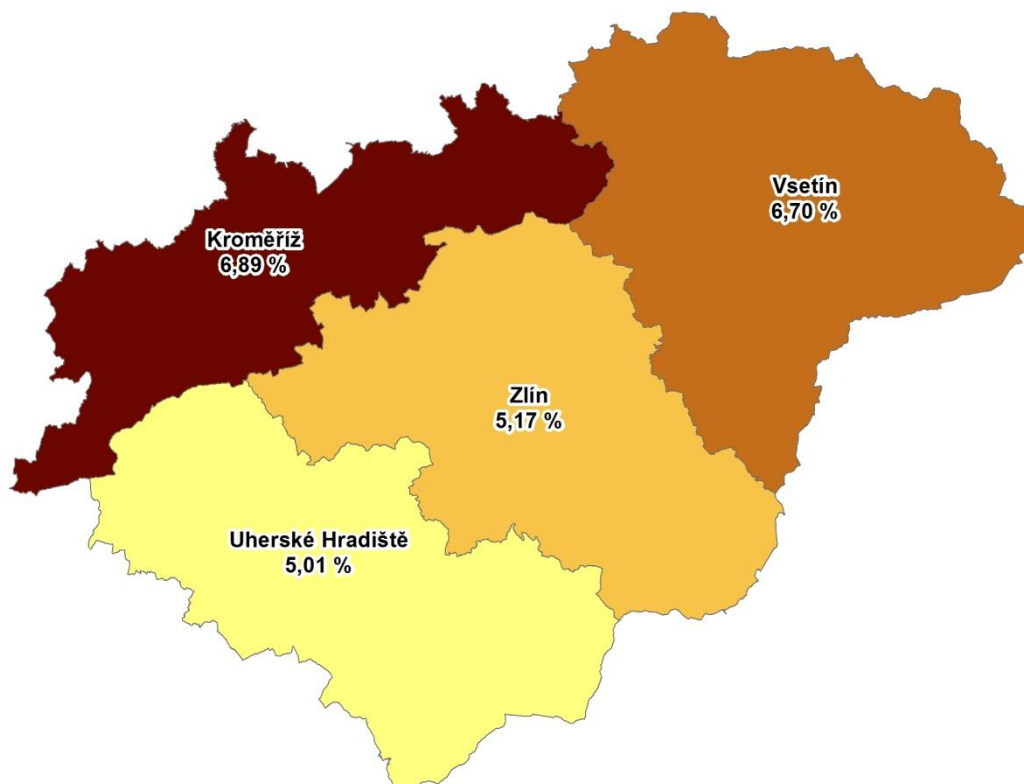 Vsetín
6,70 %
Kroměříž
6,89 %
Zlín
5,17 %
Uherské Hradiště
5,01 %